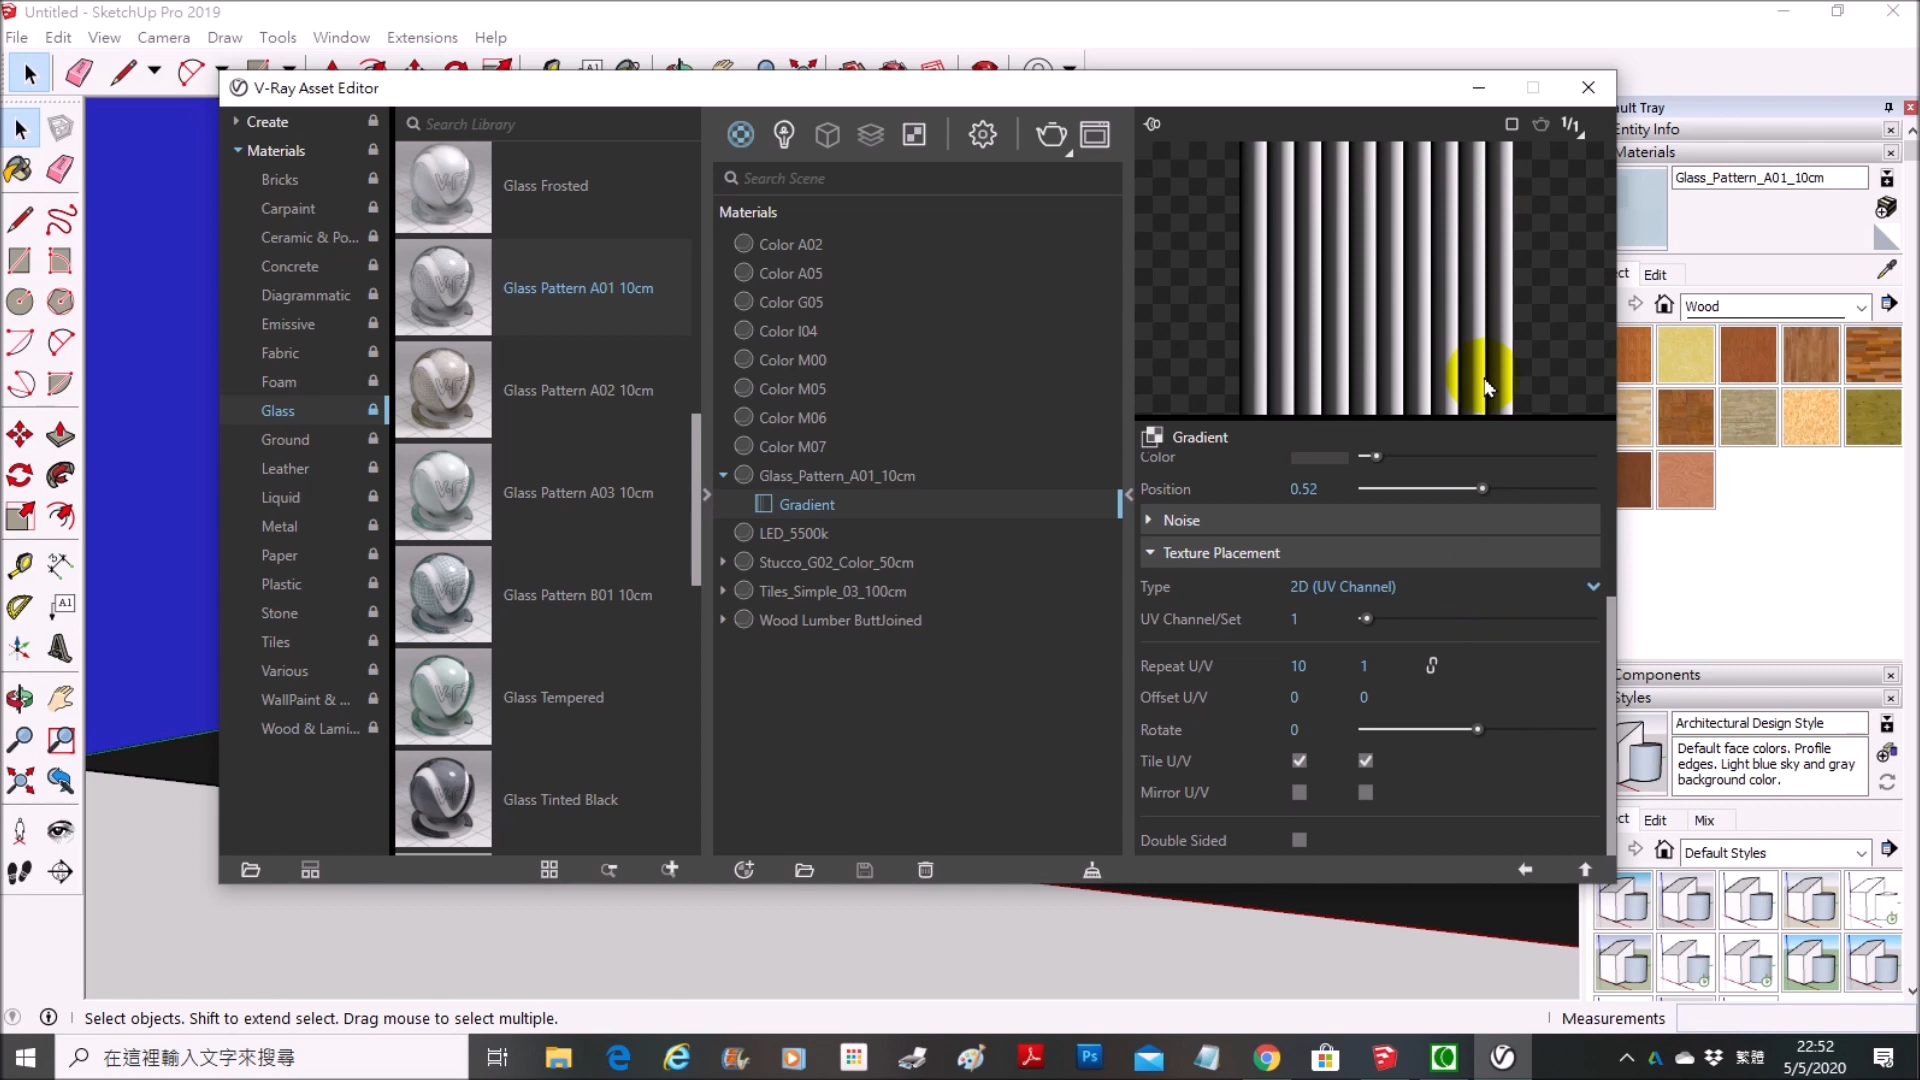 Untitled - SketchUp Pro 2019
File Edit View Camera Draw Tools Window Extensions Help
V-Ray Asset Editor
Create
Materials
Bricks
Carpaint
Ceramic & Po...
Concrete
Diagrammatic
Emissive
Fabric
Foam
Glass
Ground
Leather
Liquid
Metal
Paper
Plastic
Stone
Tiles
Various
WallPaint & ...
Wood & Lami...
Search Library
Glass Frosted
Glass Pattern A01 10cm
Glass Pattern A02 10cm
Glass Pattern A03 10cm
Glass Pattern B01 10cm
Glass Tempered
Glass Tinted Black
Search Scene
Materials
Color A02
Color A05
Color G05
Color I04
Color M00
Color M05
Color M06
Color M07
Glass_Pattern_A01_10cm
Gradient
LED_5500k
Stucco_G02_Color_50cm
Tiles_Simple_03_100cm
Wood Lumber ButtJoined
1/1
Gradient
Color
Position 0.52
Noise
Texture Placement
Type 2D (UV Channel)
UV Channel/Set 1
Repeat U/V 10 1
Offset U/V 0 0
Rotate 0
Tile U/V
Mirror U/V
Double Sided
ault Tray
Entity Info
Materials
Glass_Pattern_A01_10cm
ct Edit
Wood
Components
Styles
Architectural Design Style
Default face colors. Profile
edges. Light blue sky and gray
background color.
ct Edit Mix
Default Styles
Select objects. Shift to extend select. Drag mouse to select multiple.
Measurements
在這裡輸入文字來搜尋
Ps
繁體
22:52
5/5/2020